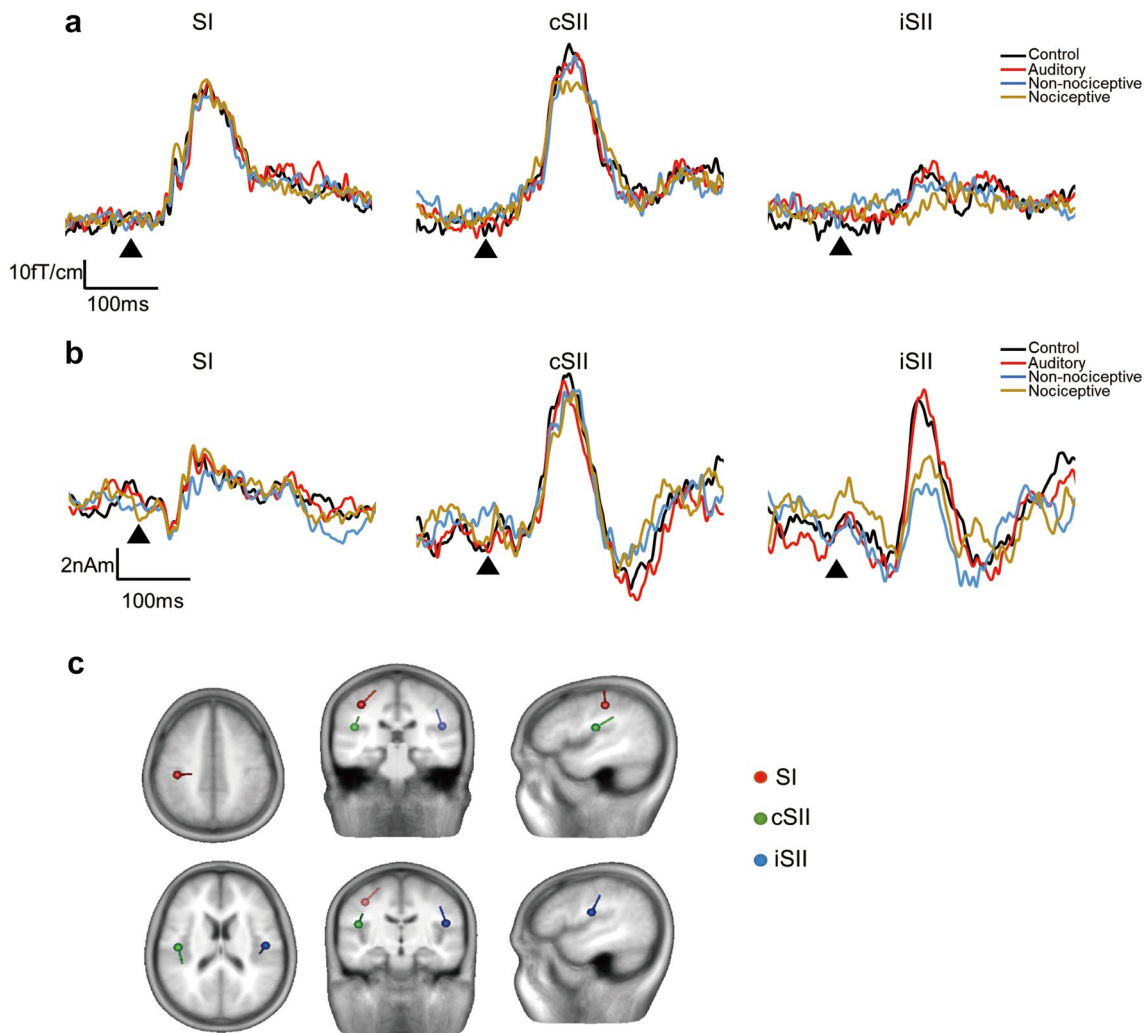 a
SI
cSII
iSII
Control
Auditory
Non-nociceptive
Nociceptive
10fT/cm
100ms
b
SI
cSII
iSII
Control
Auditory
Non-nociceptive
Nociceptive
2nAm
100ms
c
SI
cSII
iSII